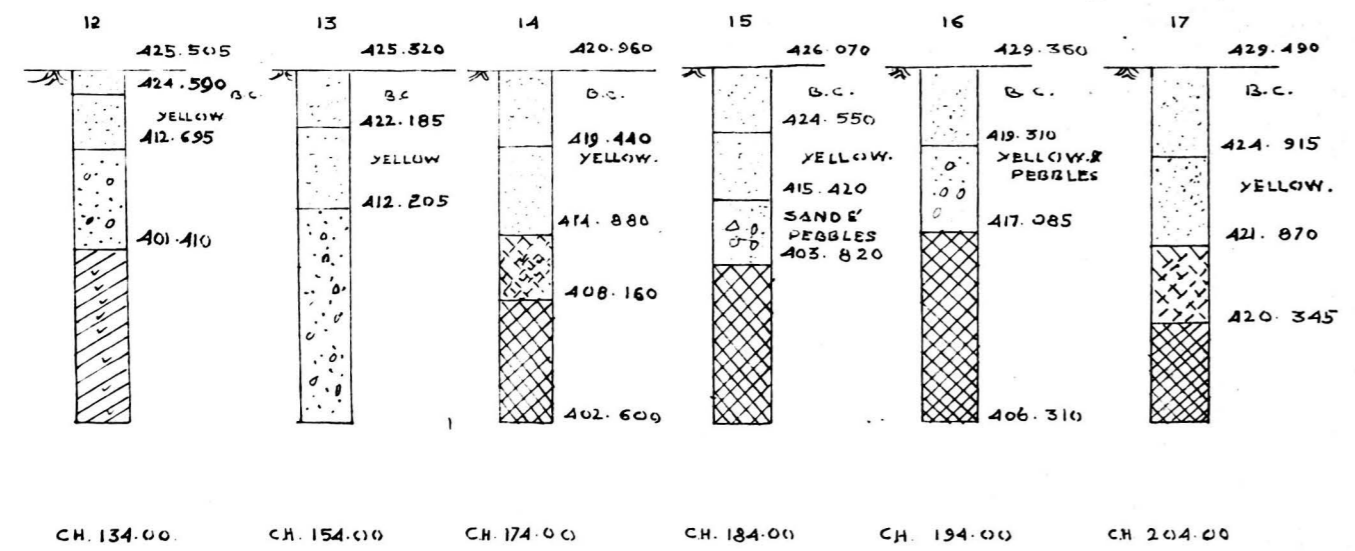 12
425.505
424.590
B.C.
YELLOW
412.695
401.410
CH. 134.00.
13
425.320
B.C
422.185
YELLOW
412.205
CH. 154.00
14
420.960
B.C.
419.440
YELLOW.
414.880
408.160
402.600
CH. 174.00
15
426.070
B.C.
424.550
YELLOW.
415.420
SAND &
PEBBLES
403.820
CH. 184.00
16
429.360
B C.
419.310
YELLOW.&
PEBBLES
417.085
406.310
CH. 194.00
17
429.490
B.C.
424.915
YELLOW.
421.870
420.345
CH 204.00